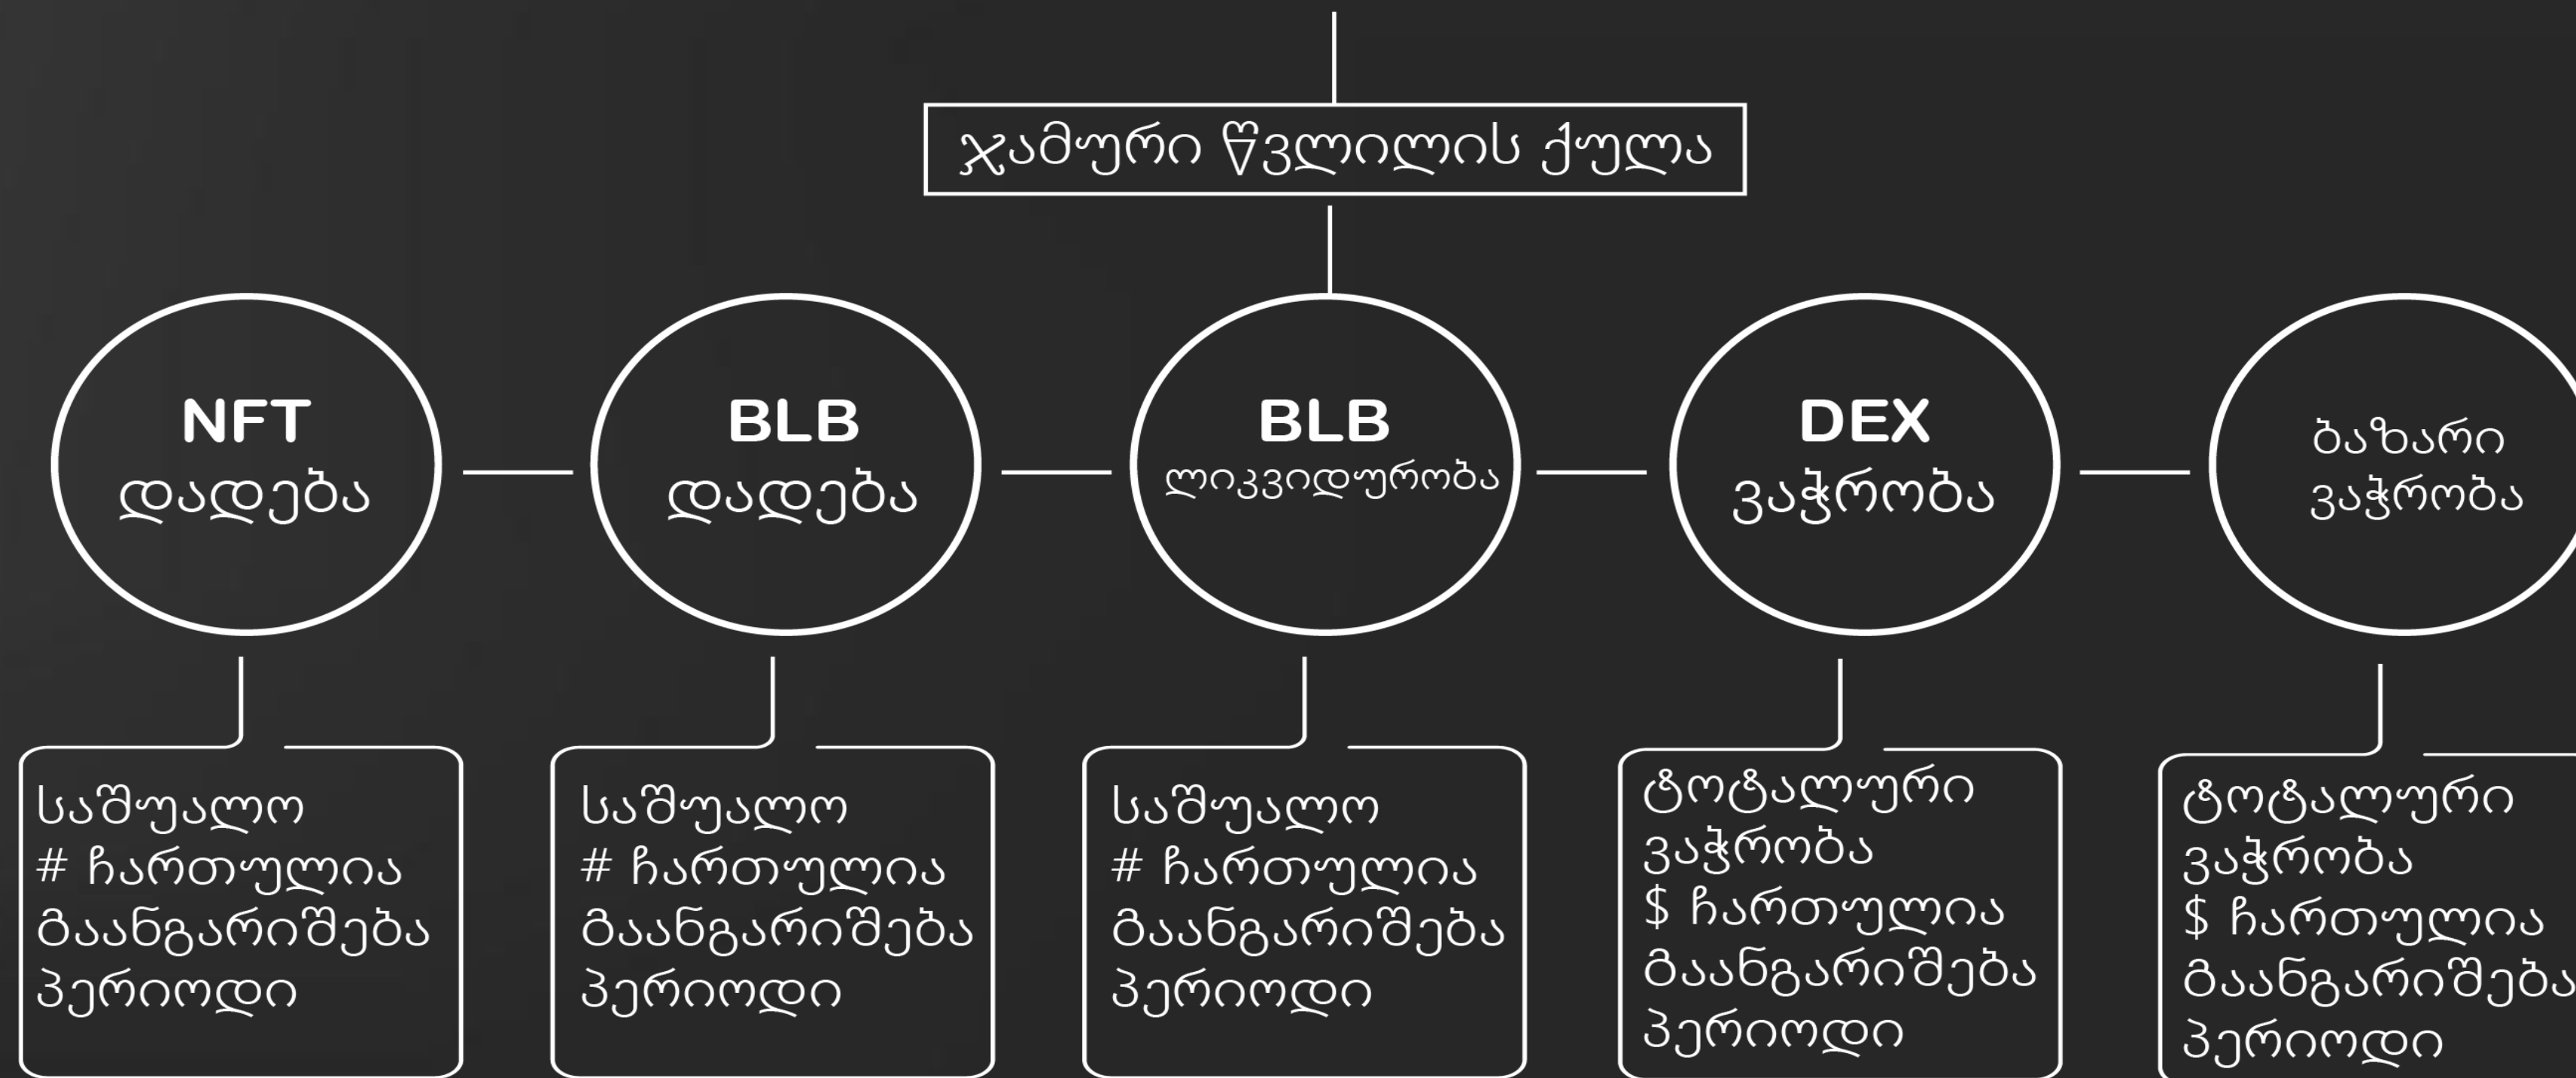 ჯამური წვლილის ქულა
NFT
დადება
BLB
დადება
BLB
ლიკვიდურობა
DEX
ვაჭრობა
ბაზარი
ვაჭრობა
საშუალო
# ჩართულია
გაანგარიშება
პერიოდი
საშუალო
# ჩართულია
გაანგარიშება
პერიოდი
საშუალო
# ჩართულია
გაანგარიშება
პერიოდი
ტოტალური
ვაჭრობა
$ ჩართულია
გაანგარიშება
პერიოდი
ტოტალური
ვაჭრობა
$ ჩართულია
გაანგარიშება
პერიოდი